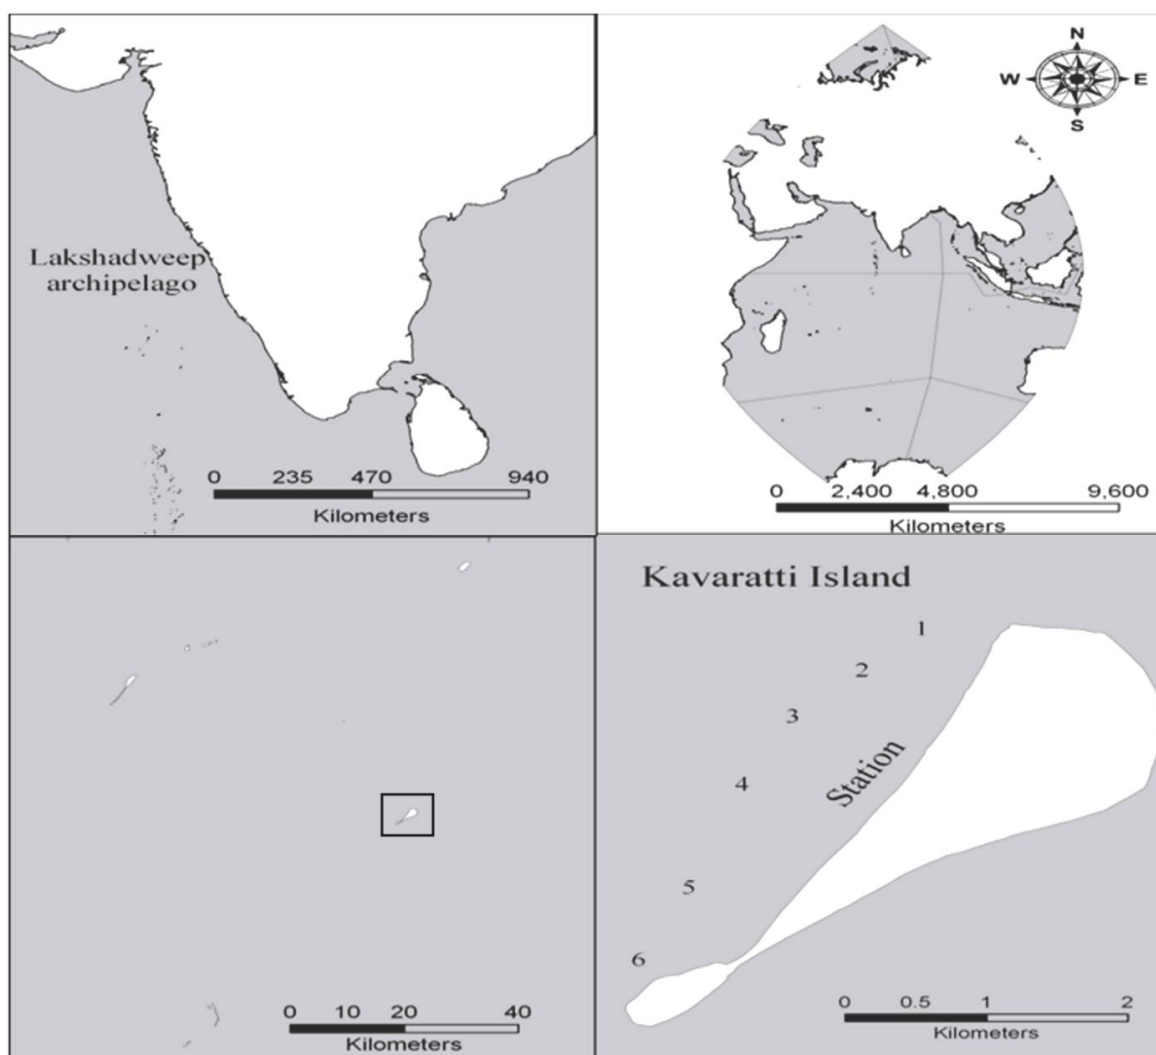 Lakshadweep
archipelago
0 235 470 940
Kilometers
N
W E
S
0 2,400 4,800 9,600
Kilometers
0 10 20 40
Kilometers
Kavaratti Island
1
2
3
Station
4
5
6
0 0.5 1 2
Kilometers